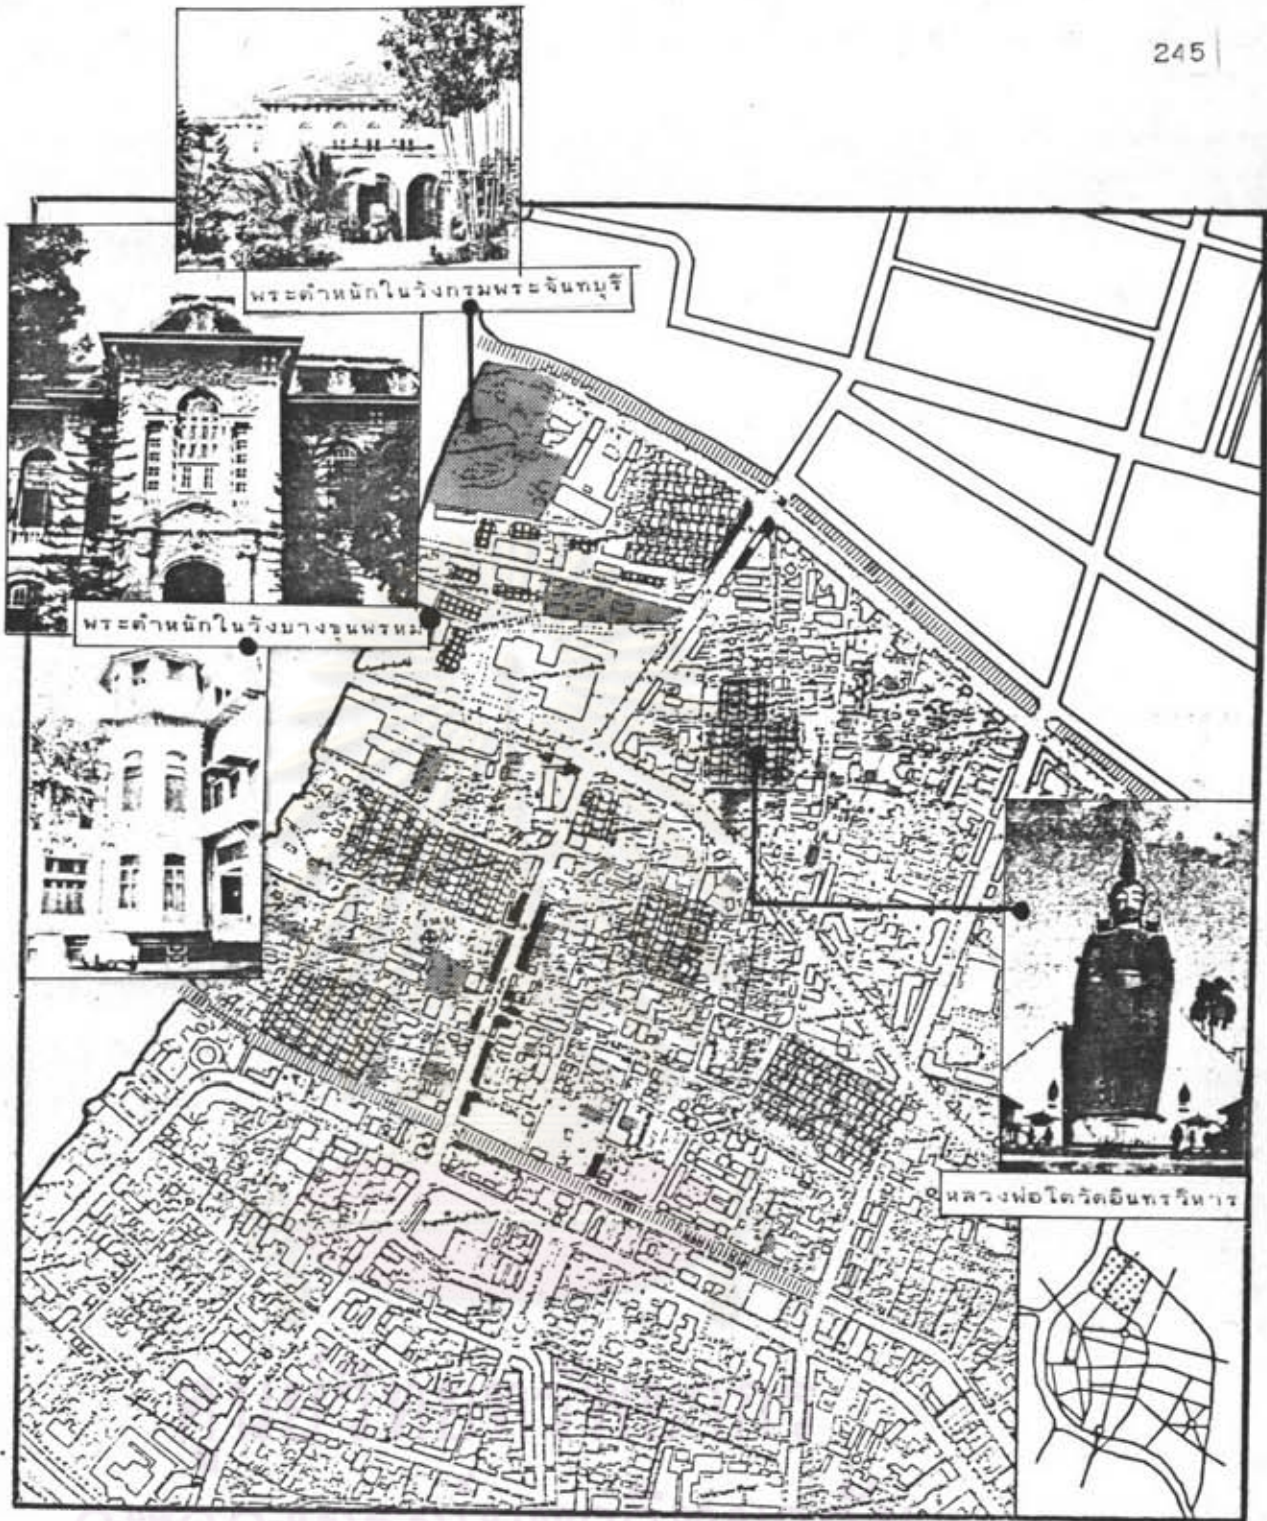 245
พระตำหนักในวังกรมพระจันทบุรี
พระตำหนักในวังบางขุนพรหม
หลวงพ่อโตวัดอินทรวิหาร